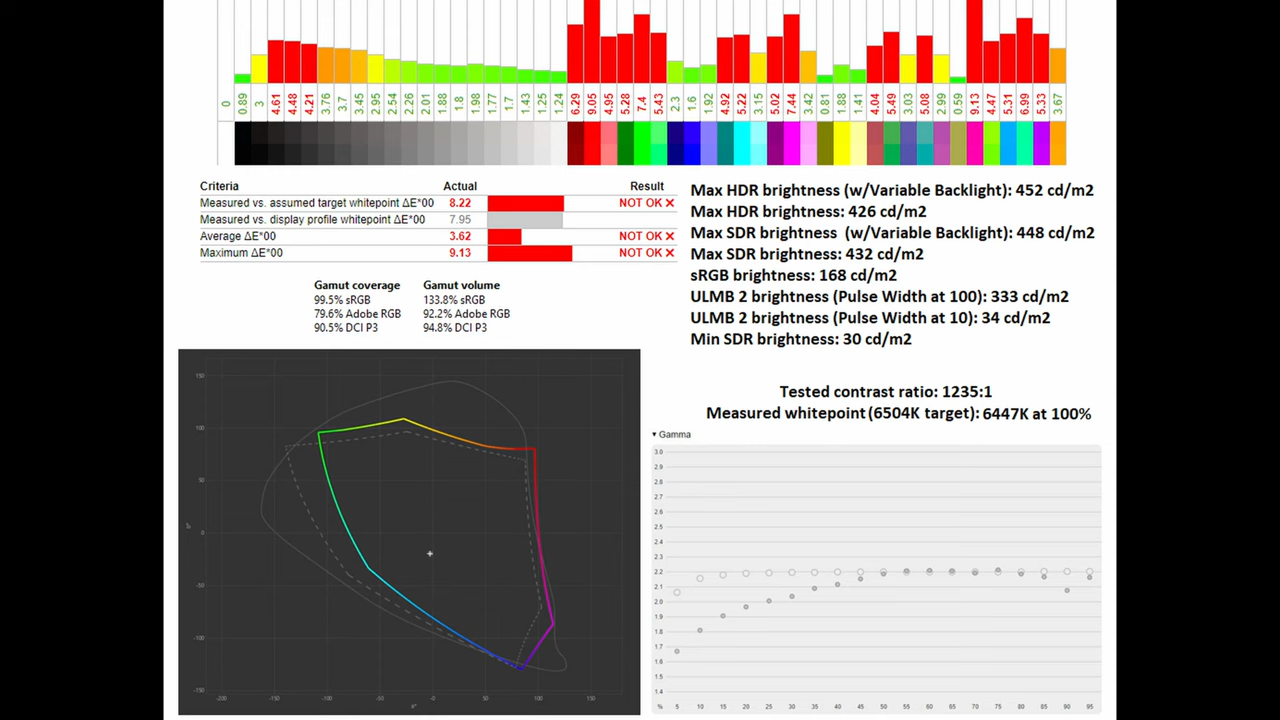 0 0.89 3 4.61 4.48 4.21 3.76 3.7 3.45 2.95 2.54 2.26 2.01 1.88 1.8 1.98 1.77 1.7 1.43 1.25 1.24 6.29 9.05 4.95 5.28 7.4 5.43 2.3 1.6 1.92 4.92 5.22 3.15 5.02 7.44 3.42 0.81 1.88 1.41 4.04 5.49 3.03 5.08 2.99 0.59 9.13 4.47 5.31 6.99 5.33 3.67
Criteria Actual Result
Measured vs. assumed target whitepoint ΔE*00 8.22 NOT OK ✕
Measured vs. display profile whitepoint ΔE*00 7.95
Average ΔE*00 3.62 NOT OK ✕
Maximum ΔE*00 9.13 NOT OK ✕
Gamut coverage Gamut volume
99.5% sRGB 133.8% sRGB
79.6% Adobe RGB 92.2% Adobe RGB
90.5% DCI P3 94.8% DCI P3
Max HDR brightness (w/Variable Backlight): 452 cd/m2
Max HDR brightness: 426 cd/m2
Max SDR brightness (w/Variable Backlight): 448 cd/m2
Max SDR brightness: 432 cd/m2
sRGB brightness: 168 cd/m2
ULMB 2 brightness (Pulse Width at 100): 333 cd/m2
ULMB 2 brightness (Pulse Width at 10): 34 cd/m2
Min SDR brightness: 30 cd/m2
Tested contrast ratio: 1235:1
Measured whitepoint (6504K target): 6447K at 100%
150
100
50
0
-50
-100
-150
-200 -150 -100 -50 0 50 100 150
a*
▾ Gamma
3.0
2.9
2.8
2.7
2.6
2.5
2.4
2.3
2.2
2.1
2.0
1.9
1.8
1.7
1.6
1.5
1.4
% 5 10 15 20 25 30 35 40 45 50 55 60 65 70 75 80 85 90 95